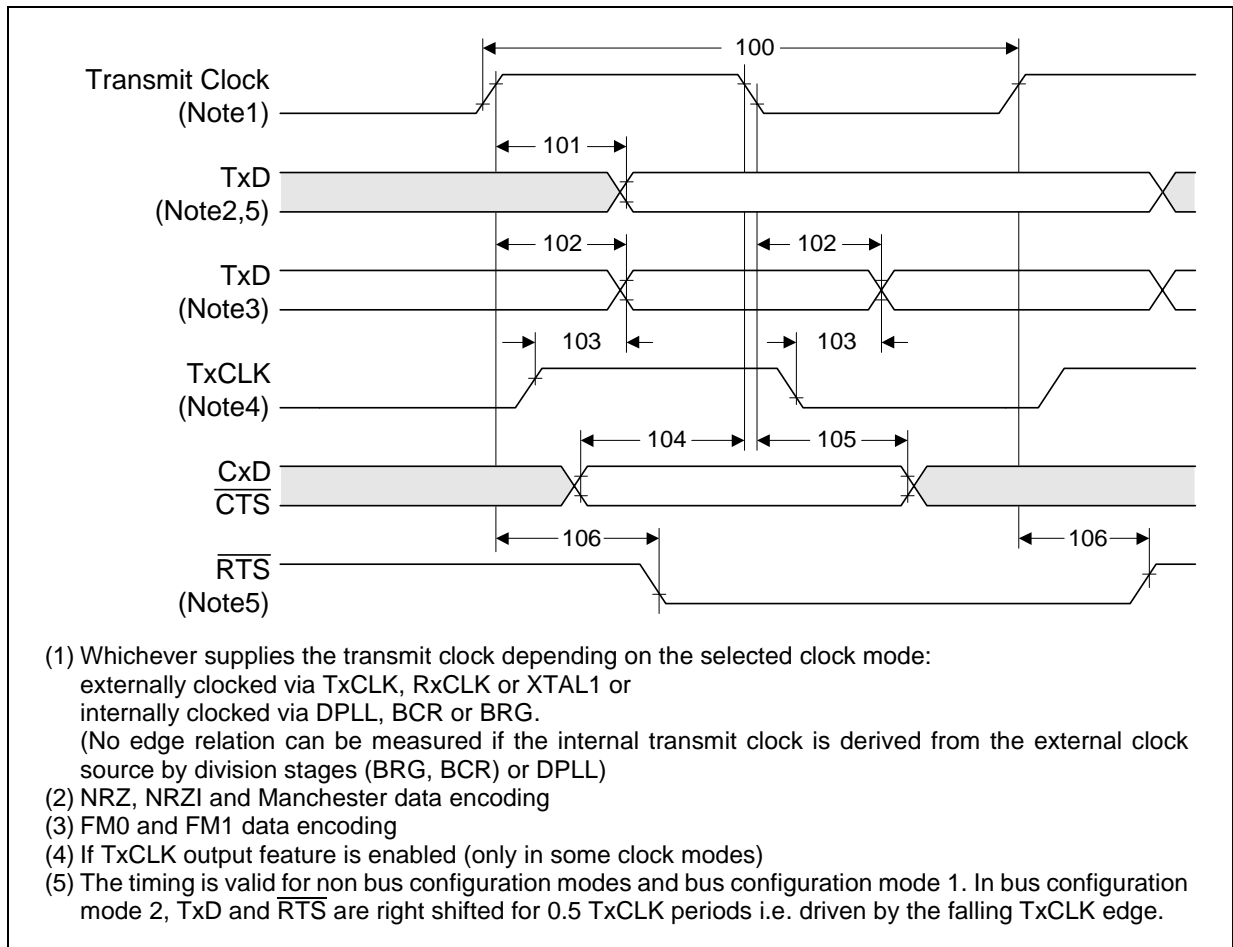 100
Transmit Clock
(Note1)
101
TxD
(Note2,5)
102
102
TxD
(Note3)
103
103
TxCLK
(Note4)
104
105
CxD
CTS
106
106
RTS
(Note5)
(1) Whichever supplies the transmit clock depending on the selected clock mode:
externally clocked via TxCLK, RxCLK or XTAL1 or
internally clocked via DPLL, BCR or BRG.
(No edge relation can be measured if the internal transmit clock is derived from the external clock
source by division stages (BRG, BCR) or DPLL)
(2) NRZ, NRZI and Manchester data encoding
(3) FM0 and FM1 data encoding
(4) If TxCLK output feature is enabled (only in some clock modes)
(5) The timing is valid for non bus configuration modes and bus configuration mode 1. In bus configuration
mode 2, TxD and RTS are right shifted for 0.5 TxCLK periods i.e. driven by the falling TxCLK edge.